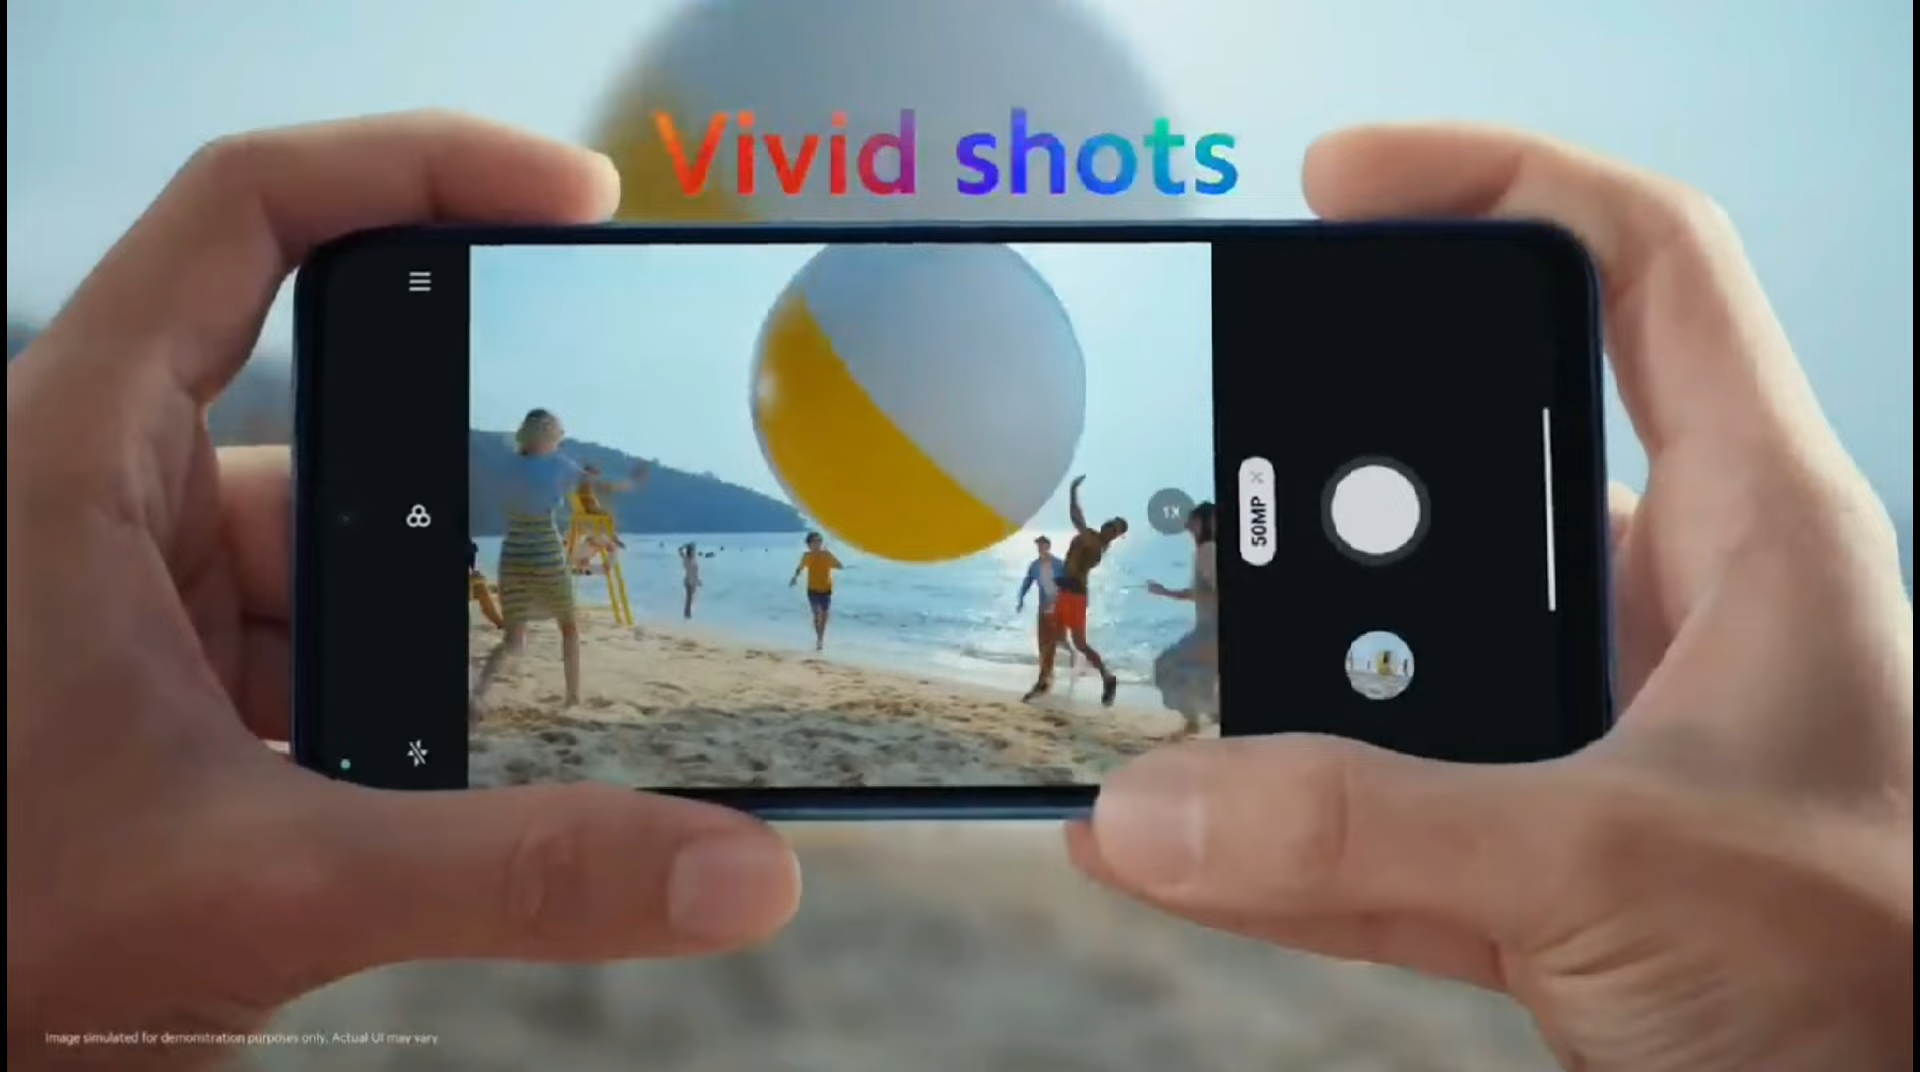 Vivid shots
1X
50MP X
Image simulated for demonstration purposes only. Actual UI may vary